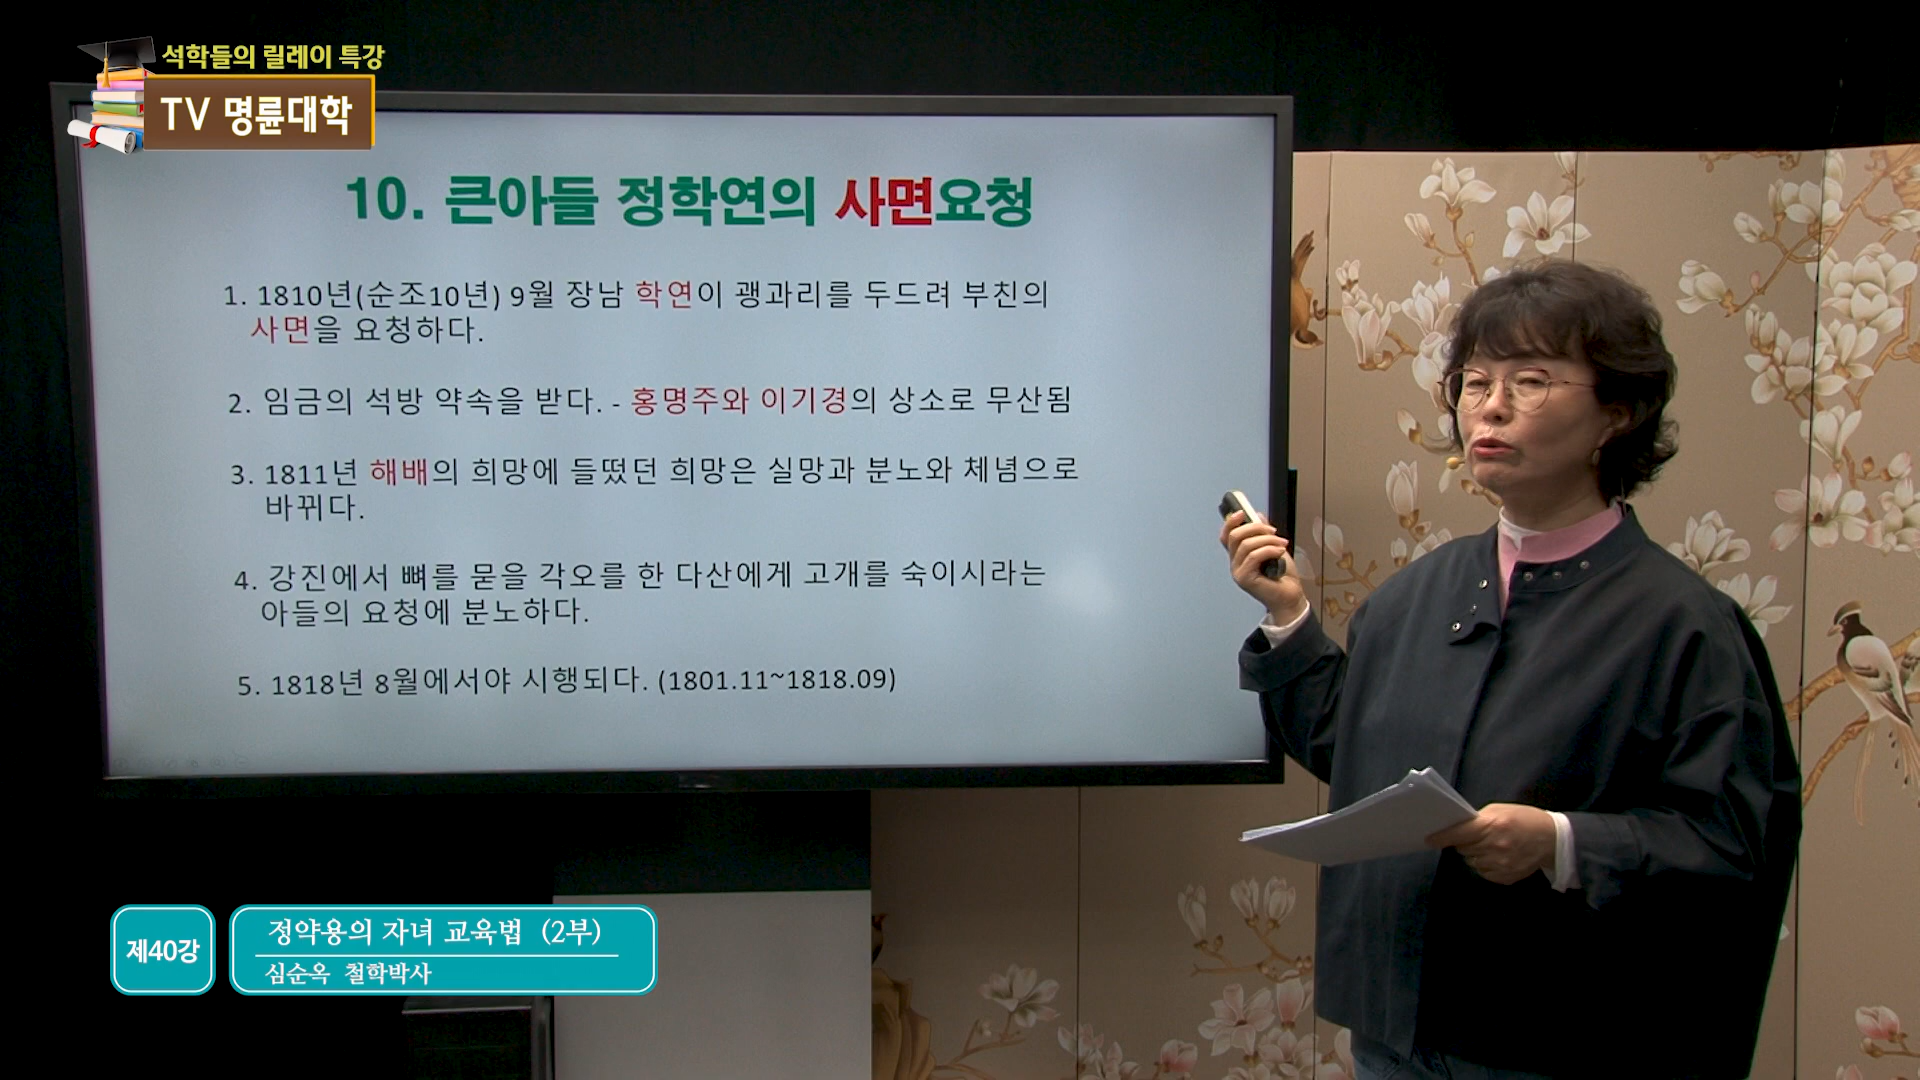 석학들의 릴레이 특강
TV 명륜대학
10. 큰아들 정학연의 사면요청
1. 1810년(순조10년) 9월 장남 학연이 괭과리를 두드려 부친의
사면을 요청하다.
2. 임금의 석방 약속을 받다. - 홍명주와 이기경의 상소로 무산됨
3. 1811년 해배의 희망에 들떴던 희망은 실망과 분노와 체념으로
바뀌다.
4. 강진에서 뼈를 묻을 각오를 한 다산에게 고개를 숙이시라는
아들의 요청에 분노하다.
5. 1818년 8월에서야 시행되다. (1801.11~1818.09)
제40강
정약용의 자녀 교육법 (2부)
심순옥 철학박사